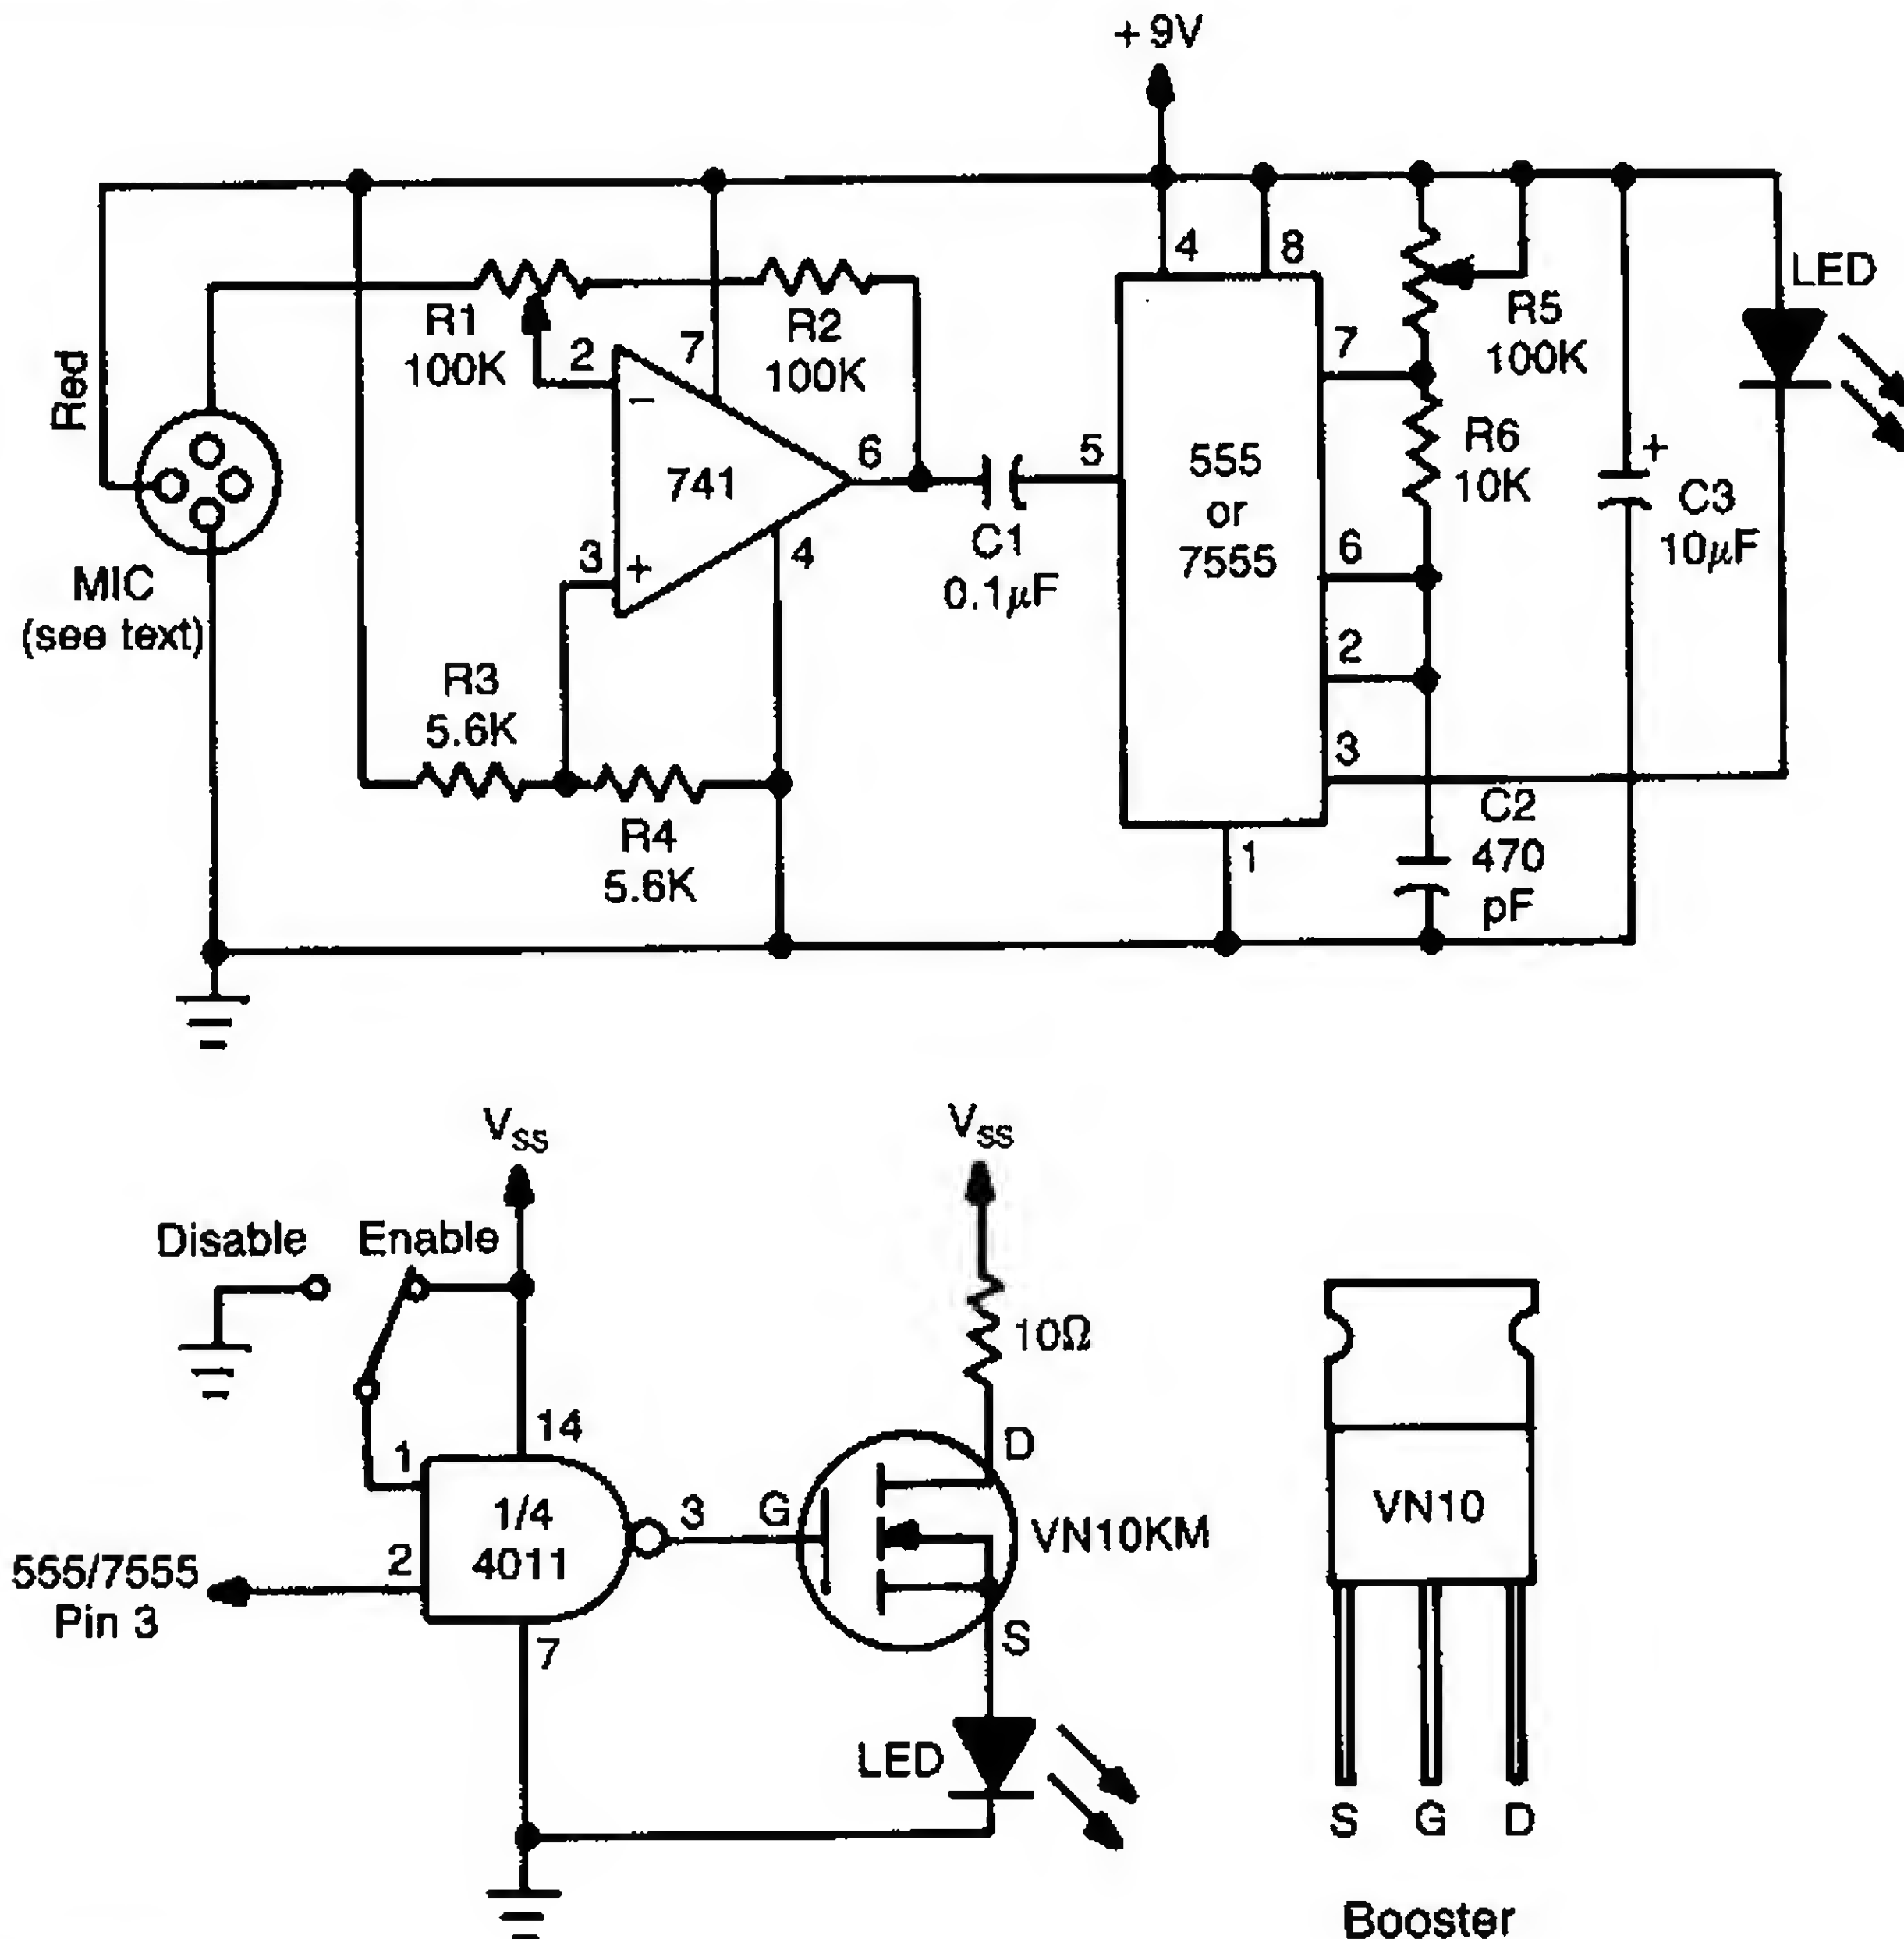 + 9V
4
8
LED
R1
100K
2
7
R2
100K
7
R5
100K
Red
−
741
6
5
555
or
7555
R6
10K
+
C3
10µF
MIC
(see text)
3
+
4
C1
0.1µF
6
2
3
R3
5.6K
R4
5.6K
1
C2
470
pF
VSS
VSS
Disable
Enable
10Ω
14
D
1
1/4
4011
3
G
VN10KM
VN10
555/7555
Pin 3
2
7
S
LED
S
G
D
Booster